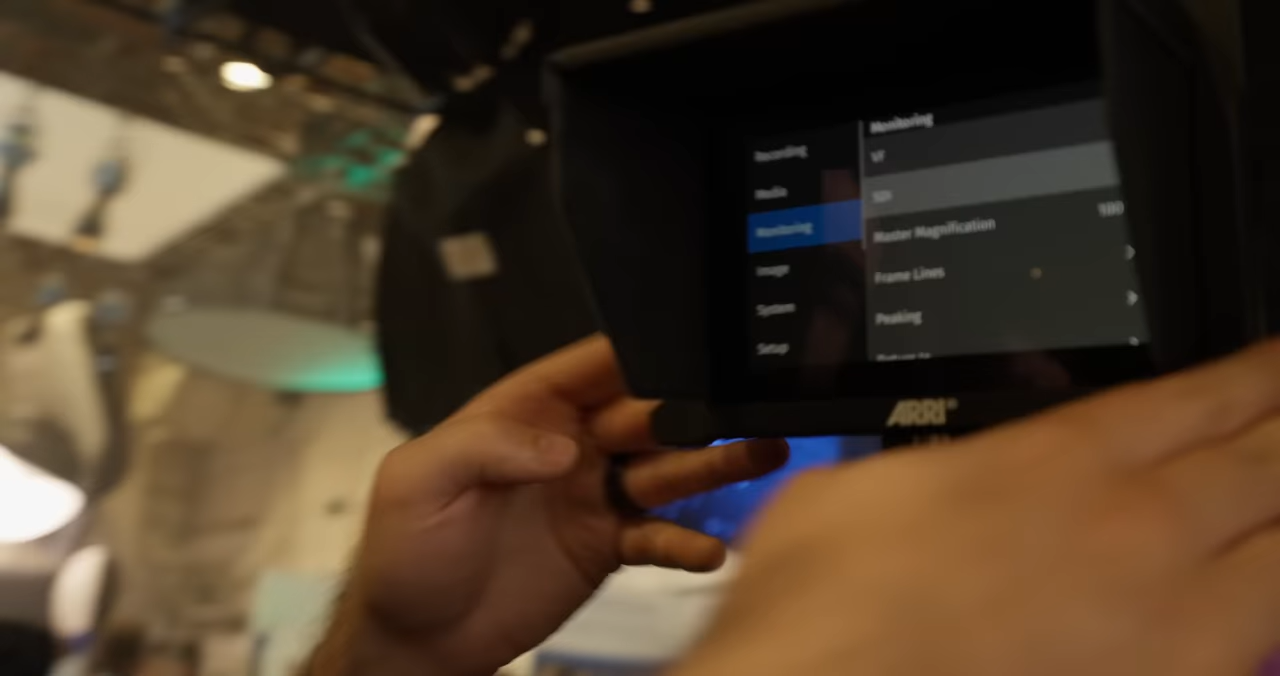 Recording
Media
Monitoring
Image
System
Setup
Monitoring
VF
SDI
Master Magnification
Frame Lines
Peaking
ARRI